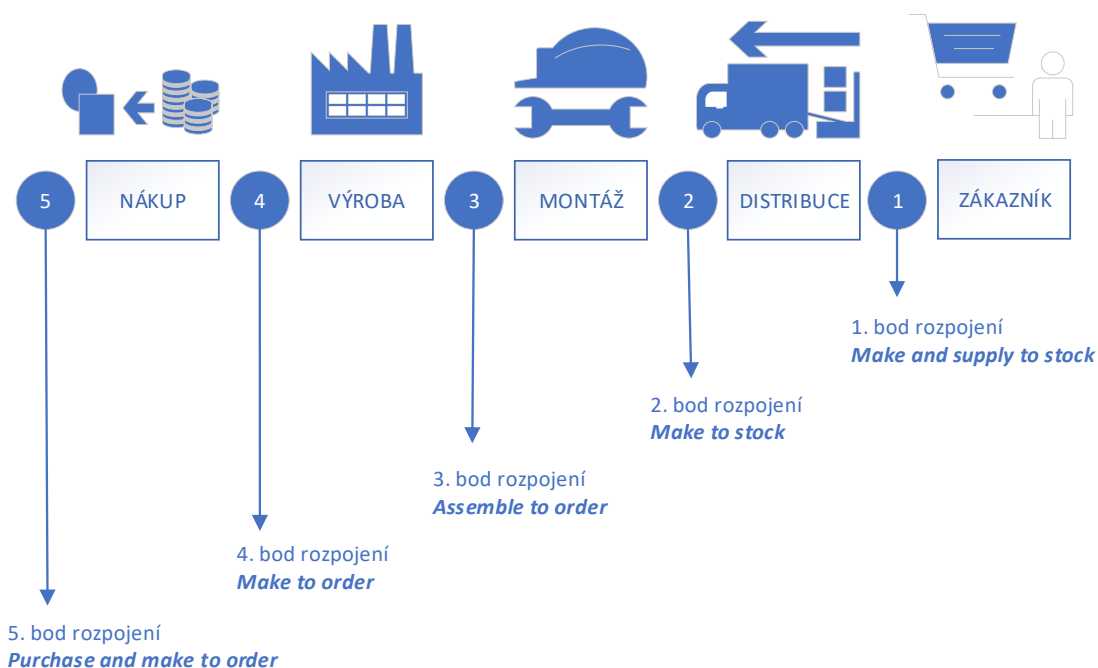 5
NÁKUP
4
VÝROBA
3
MONTÁŽ
2
DISTRIBUCE
1
ZÁKAZNÍK
1. bod rozpojení
Make and supply to stock
2. bod rozpojení
Make to stock
3. bod rozpojení
Assemble to order
4. bod rozpojení
Make to order
5. bod rozpojení
Purchase and make to order